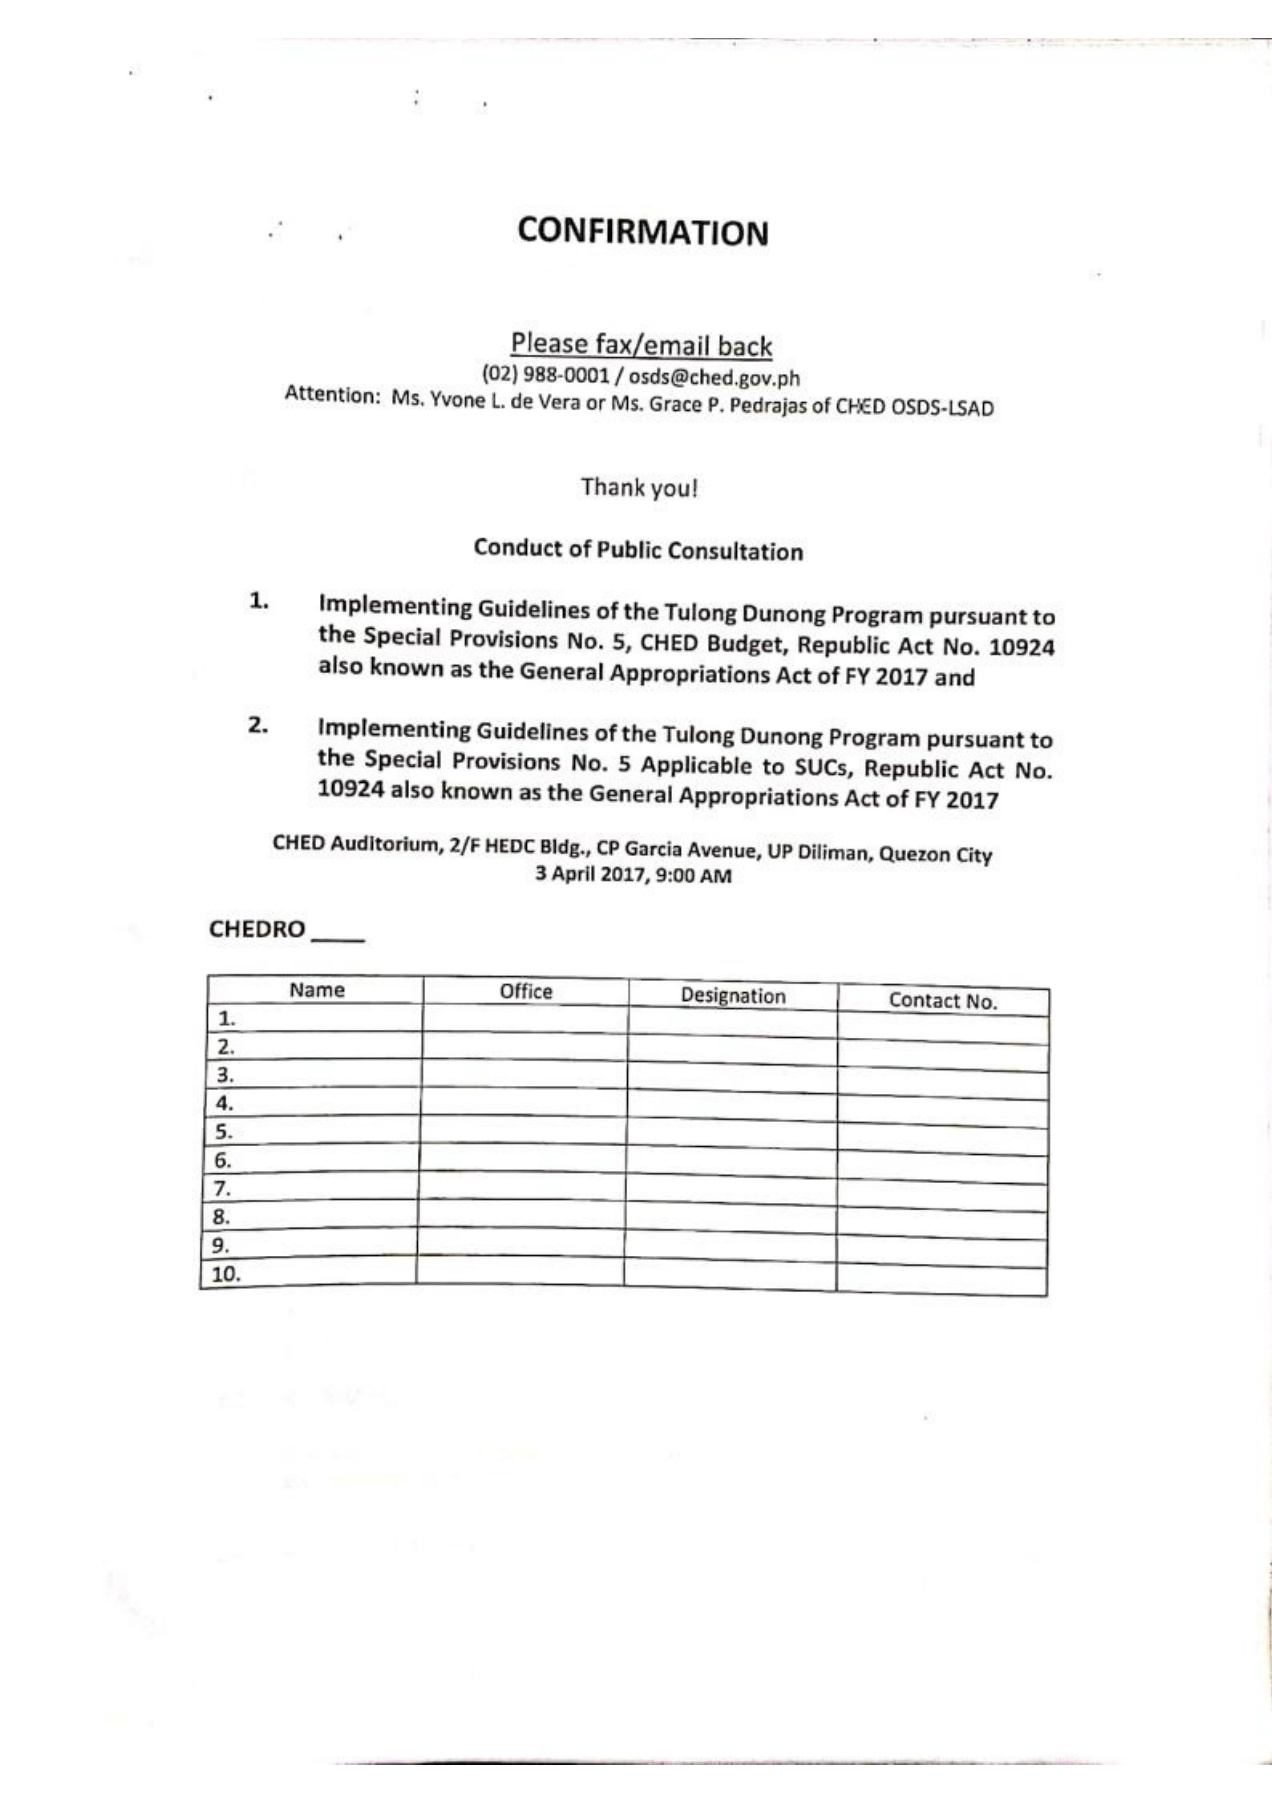 CONFIRMATION
Please fax/email back
(02) 988-0001 / osds@ched.gov.ph
Attention: Ms. Yvone L. de Vera or Ms. Grace P. Pedrajas of CHED OSDS-LSAD
Thank you!
Conduct of Public Consultation
1. Implementing Guidelines of the Tulong Dunong Program pursuant to
the Special Provisions No. 5, CHED Budget, Republic Act No. 10924
also known as the General Appropriations Act of FY 2017 and
2. Implementing Guidelines of the Tulong Dunong Program pursuant to
the Special Provisions No. 5 Applicable to SUCs, Republic Act No.
10924 also known as the General Appropriations Act of FY 2017
CHED Auditorium, 2/F HEDC Bldg., CP Garcia Avenue, UP Diliman, Quezon City
3 April 2017, 9:00 AM
CHEDRO ____
Name Office Designation Contact No.
1.
2.
3.
4.
5.
6.
7.
8.
9.
10.